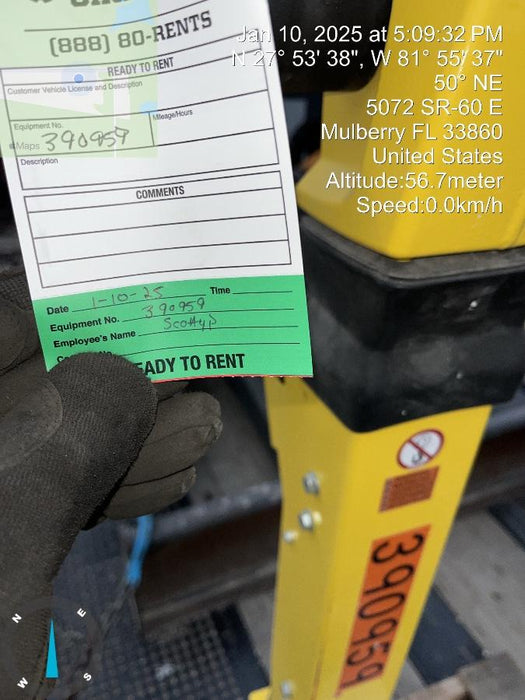 (888) 80-RENTS
READY TO RENT
Customer Vehicle License and Description
Equipment No.
Mileage/Hours
390959
Maps
Description
COMMENTS
Date 1-10-25 Time
Equipment No. 390959
Employee's Name ScottyP
EADY TO RENT
Jan 10, 2025 at 5:09:32 PM
N 27° 53' 38", W 81° 55' 37"
50° NE
5072 SR-60 E
Mulberry FL 33860
United States
Altitude:56.7meter
Speed:0.0km/h
390959
N
E
W
S